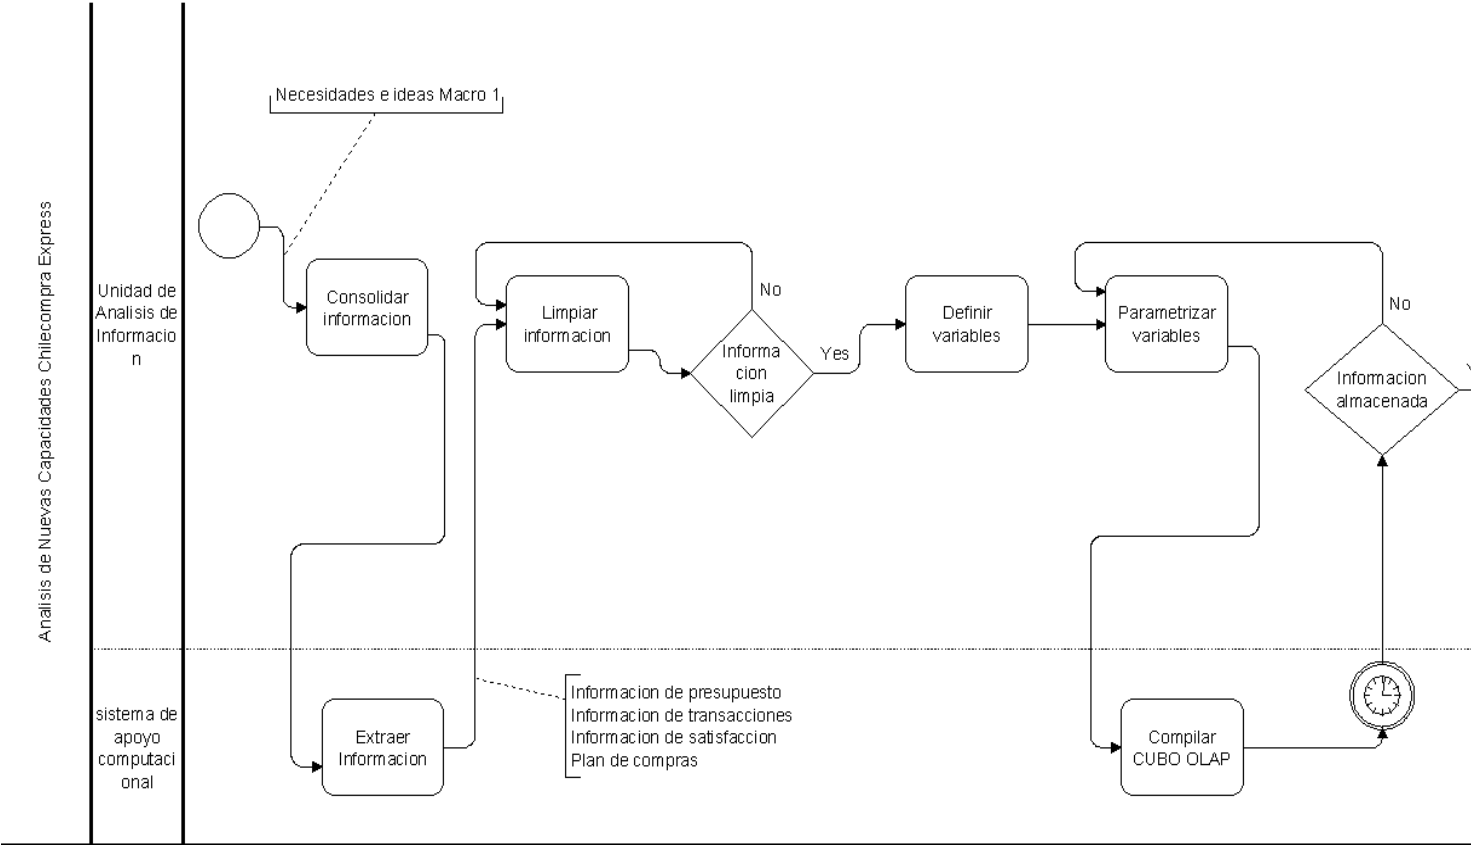 Analisis de Nuevas Capacidades Chilecompra Express
Unidad de
Analisis de
Informacio
n
sistema de
apoyo
computaci
onal
Necesidades e ideas Macro 1
Consolidar
informacion
Limpiar
informacion
No
Informa
cion
limpia
Yes
Definir
variables
Parametrizar
variables
No
Informacion
almacenada
Extraer
Informacion
Informacion de presupuesto
Informacion de transacciones
Informacion de satisfaccion
Plan de compras
Compilar
CUBO OLAP